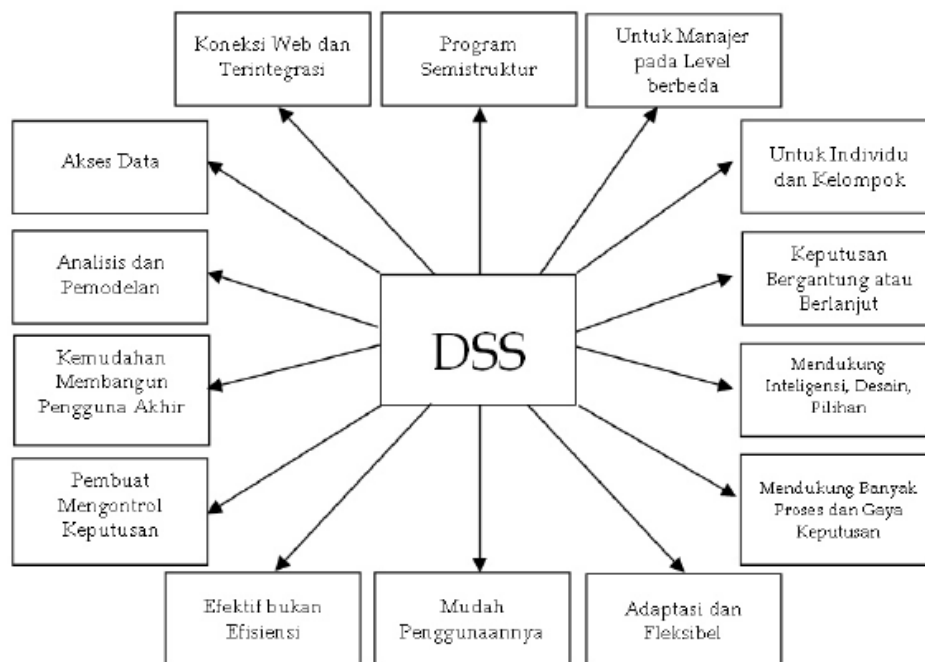 Koneksi Web dan
Terintegrasi
Program
Semistruktur
Untuk Manajer
pada Level
berbeda
Akses Data
Untuk Individu
dan Kelompok
Analisis dan
Pemodelan
Keputusan
Bergantung atau
Berlanjut
DSS
Kemudahan
Membangun
Pengguna Akhir
Mendukung
Inteligensi, Desain,
Pilihan
Pembuat
Mengontrol
Keputusan
Mendukung Banyak
Proses dan Gaya
Keputusan
Efektif bukan
Efisiensi
Mudah
Penggunaannya
Adaptasi dan
Fleksibel